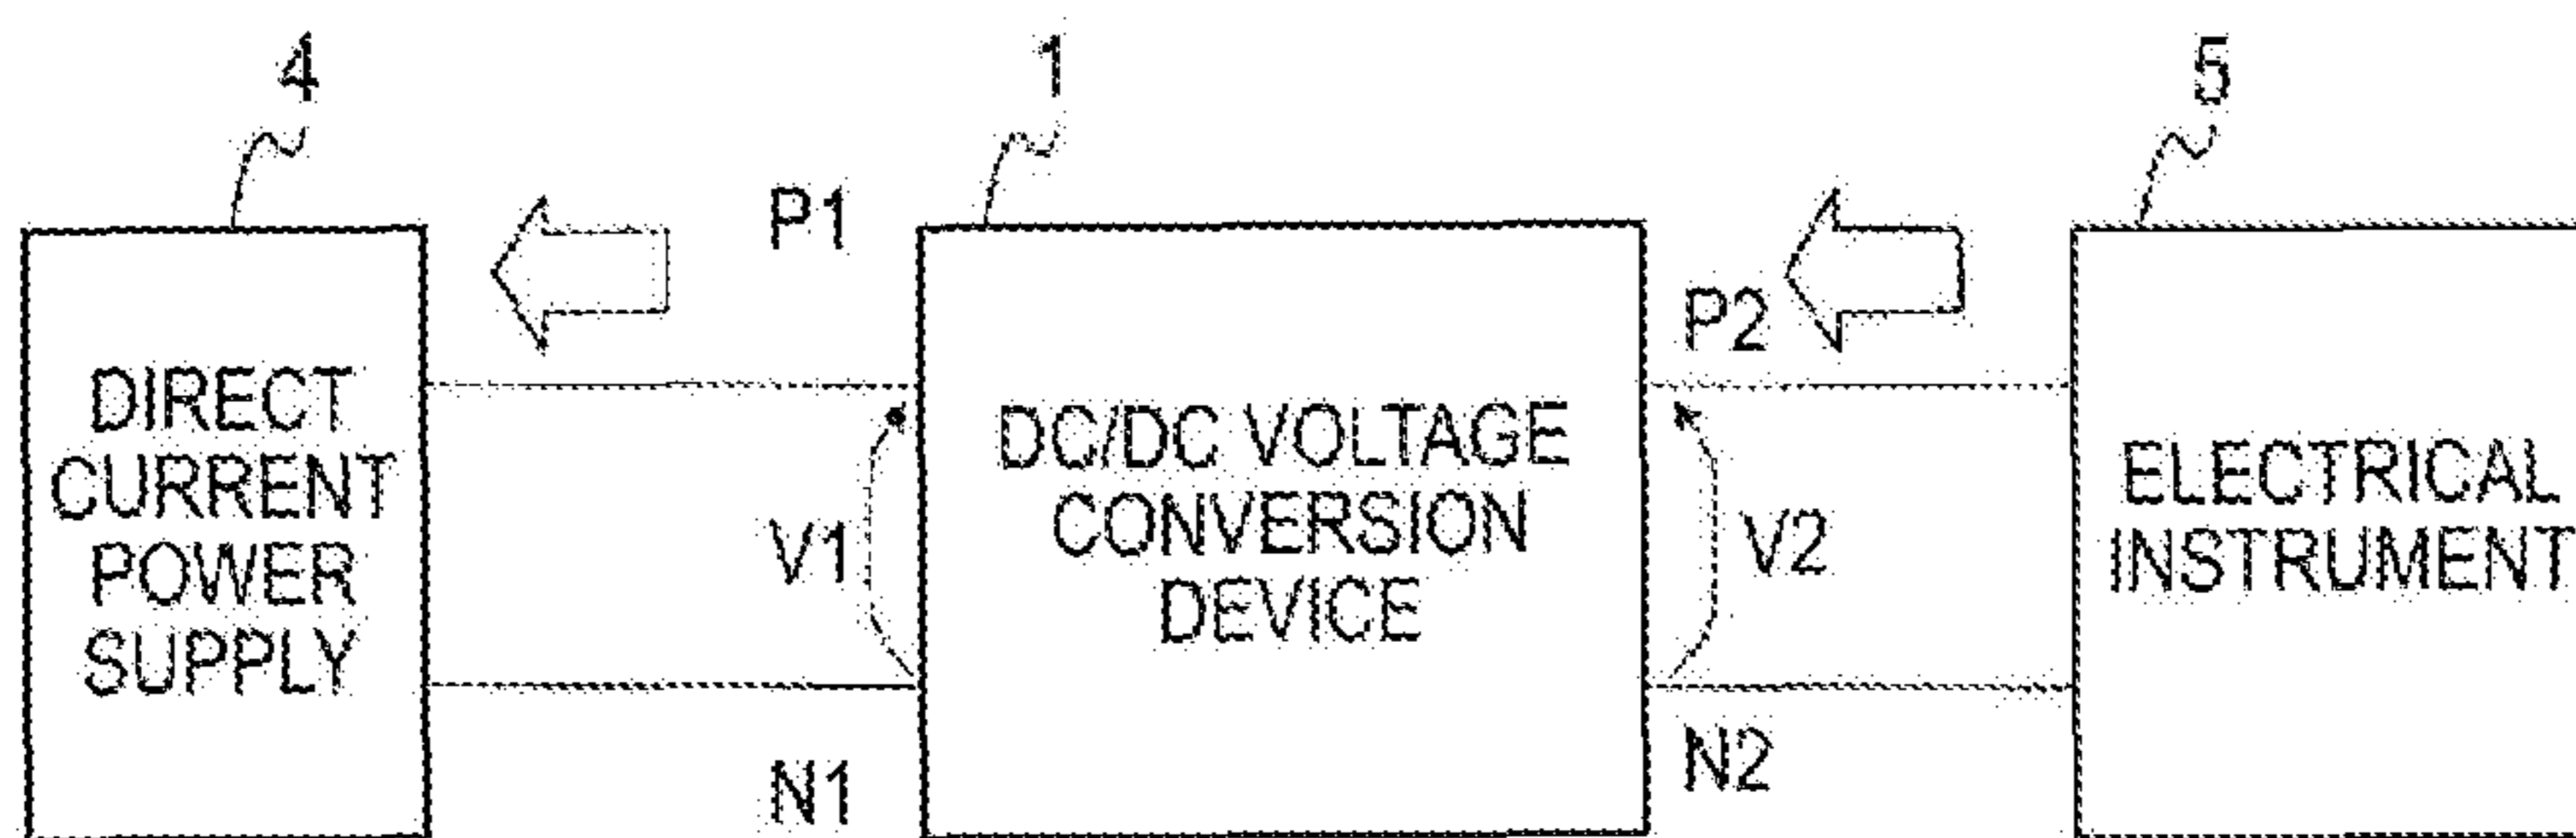 4
1
5
P1
P2
DIRECT
CURRENT
POWER
SUPPLY
V1
DC/DC VOLTAGE
CONVERSION
DEVICE
V2
ELECTRICAL
INSTRUMENT
N1
N2